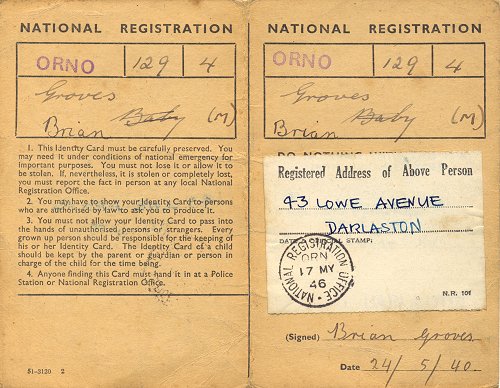 NATIONAL REGISTRATION
ORNO 129 4
Groves Baby (M)
Brian
1. This Identity Card must be carefully preserved. You
may need it under conditions of national emergency for
important purposes. You must not lose it or allow it to
be stolen. If, nevertheless, it is stolen or completely lost,
you must report the fact in person at any local National
Registration Office.
2. You may have to show your Identity Card to persons
who are authorised by law to ask you to produce it.
3. You must not allow your Identity Card to pass into
the hands of unauthorised persons or strangers. Every
grown up person should be responsible for the keeping of
his or her Identity Card. The Identity Card of a child
should be kept by the parent or guardian or person in
charge of the child for the time being.
4. Anyone finding this Card must hand it in at a Police
Station or National Registration Office.
51-3120 2
NATIONAL REGISTRATION
ORNO 129 4
Groves Baby (M)
Brian
DO NOTHING
Registered Address of Above Person
93 LOWE AVENUE
DARLASTON
STAMP:
NATIONAL REGISTRATION OFFICE
ORN
17 MY
46
N.R. 101
(Signed) Brian Groves
Date 24/5/40.